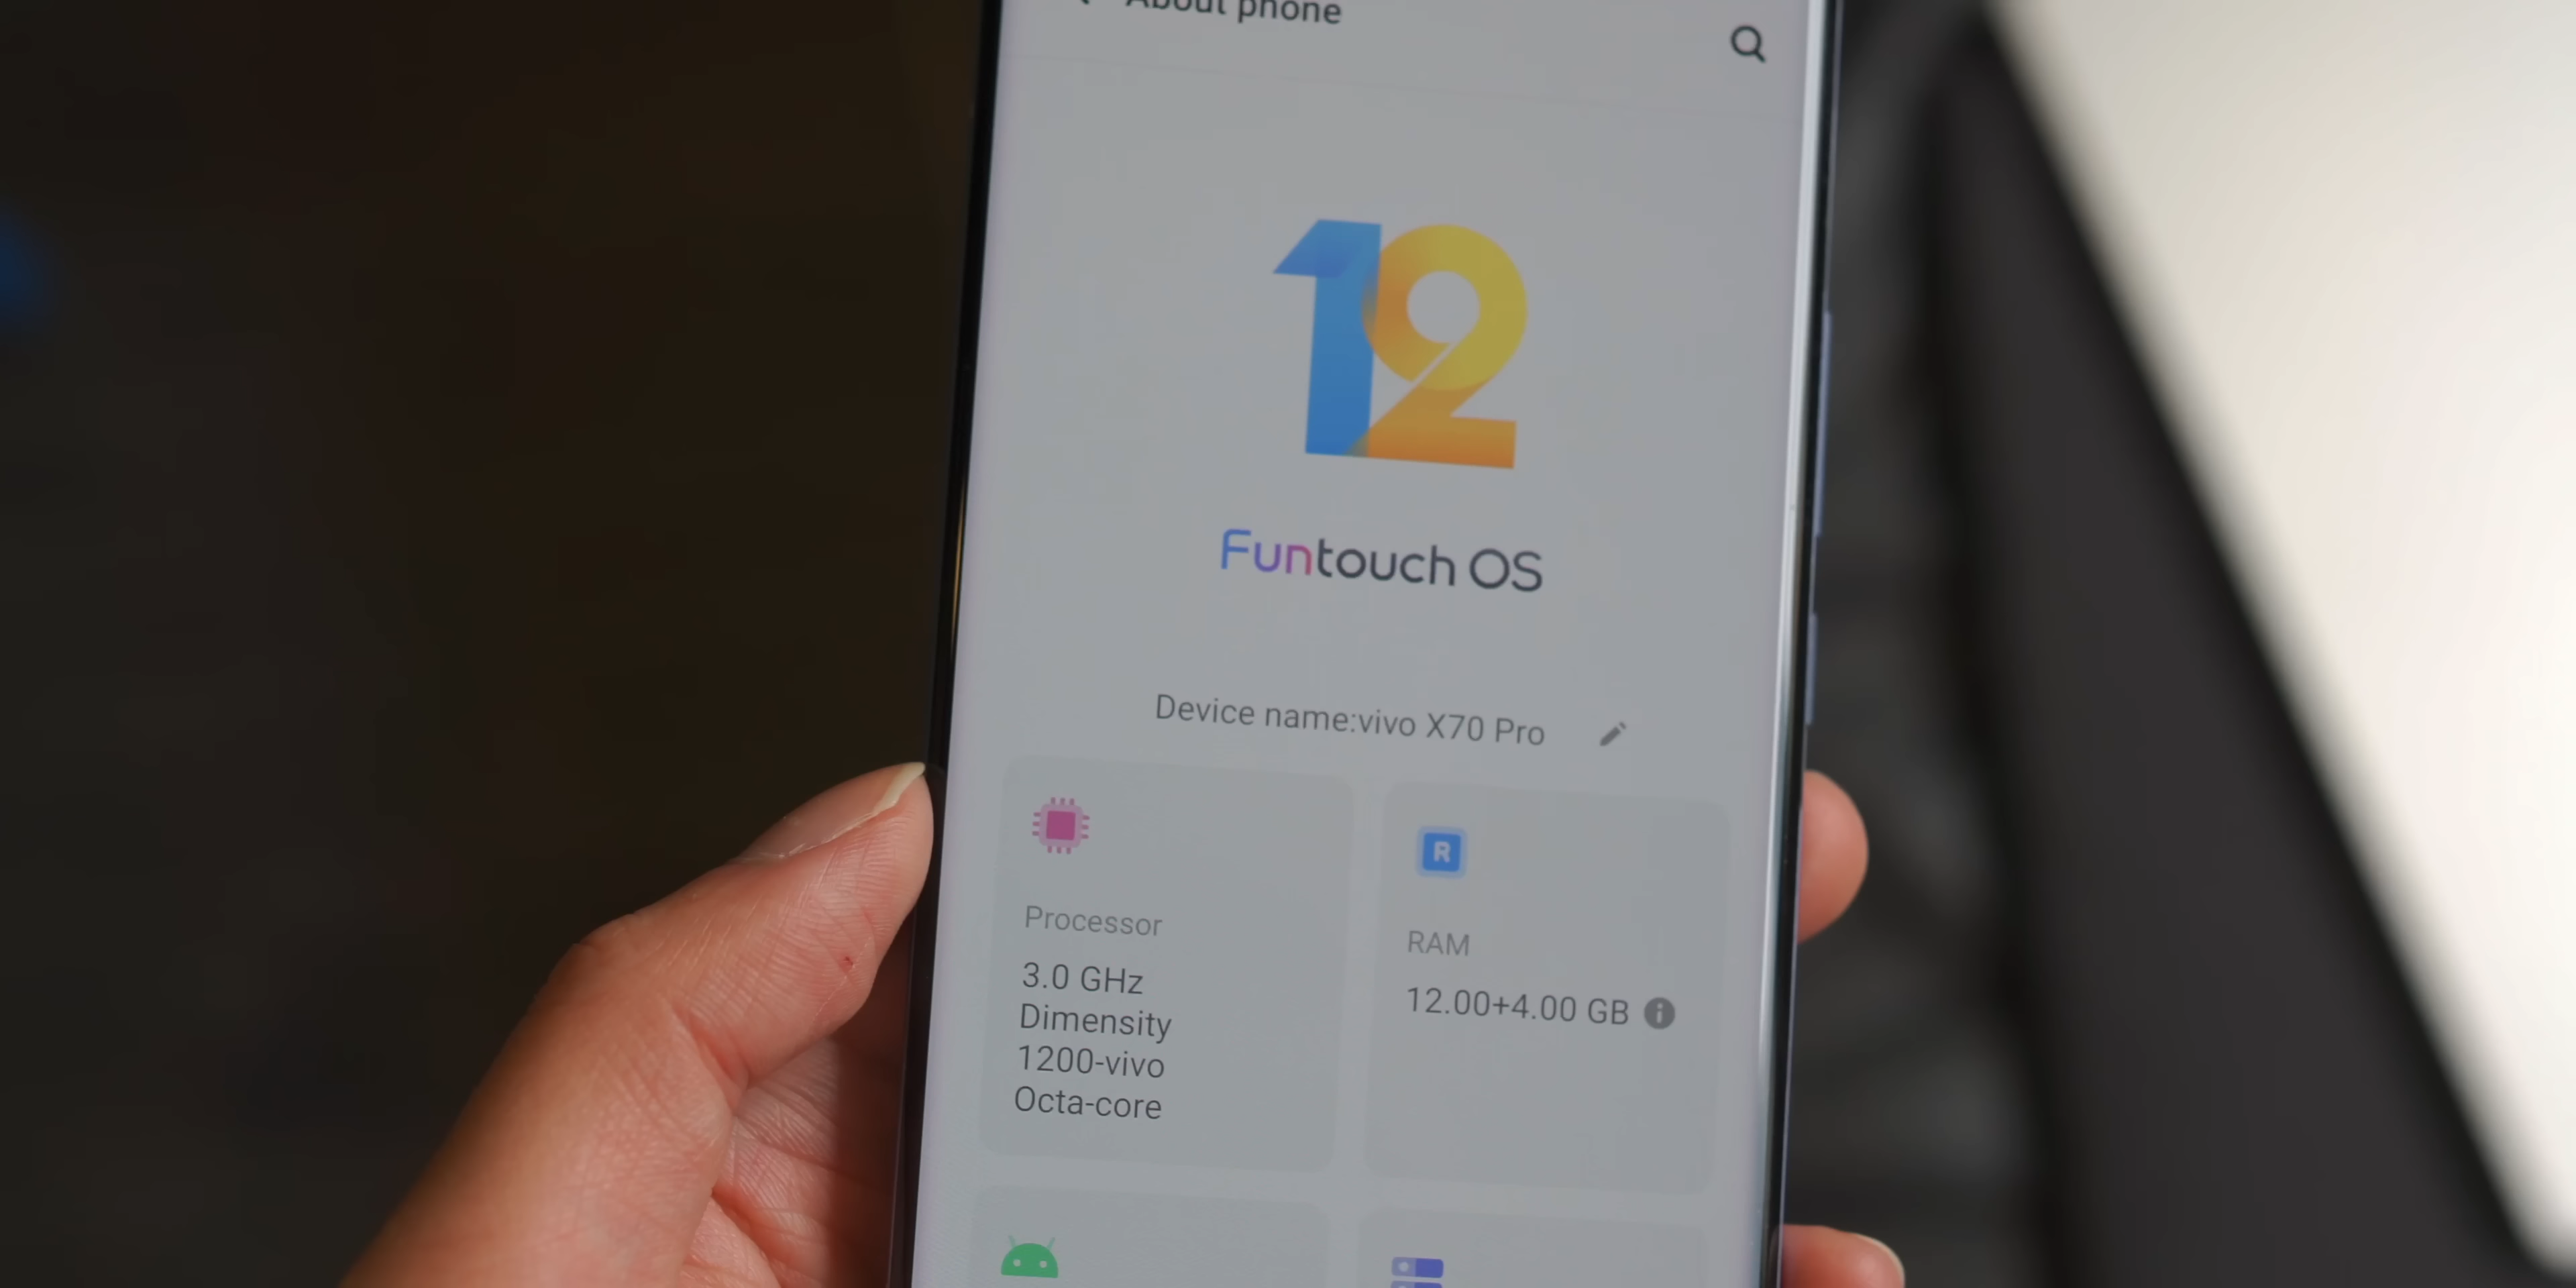 About phone
12
Funtouch OS
Device name:vivo X70 Pro
R
Processor
3.0 GHz
Dimensity
1200-vivo
Octa-core
RAM
12.00+4.00 GB